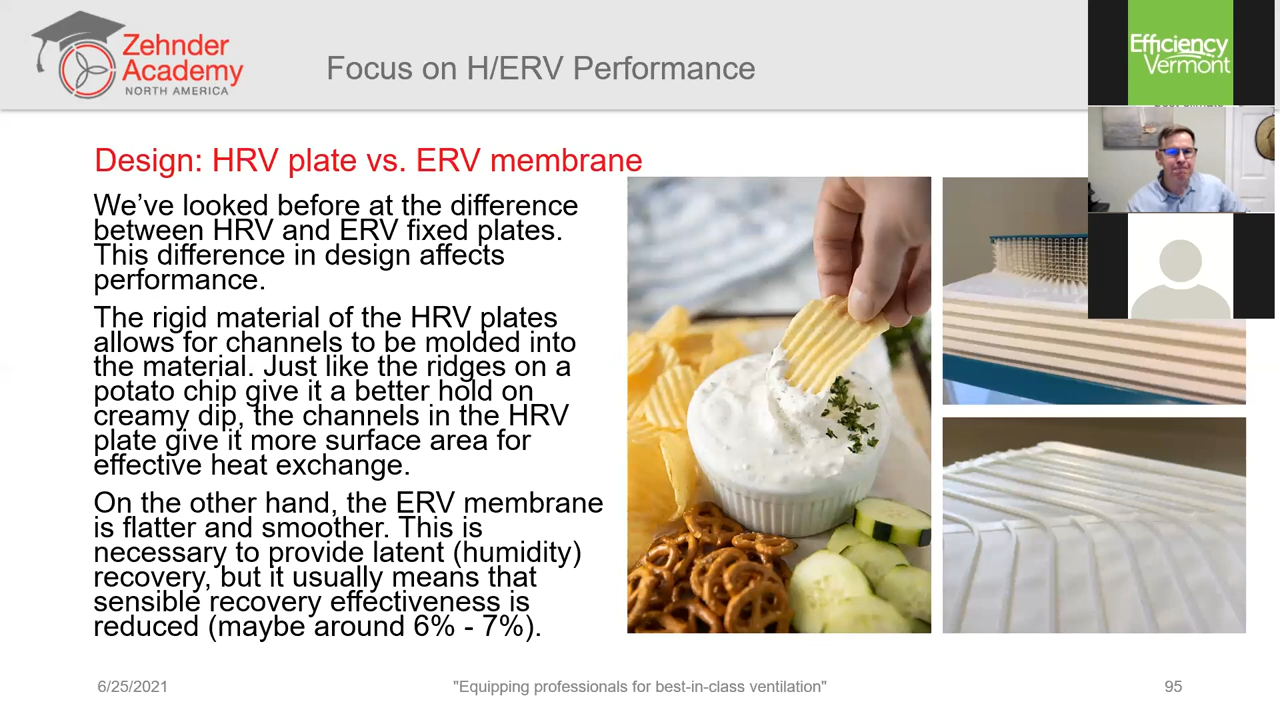 Zehnder
Academy
NORTH AMERICA
Focus on H/ERV Performance
Efficiency
Vermont
Design: HRV plate vs. ERV membrane
We’ve looked before at the difference
between HRV and ERV fixed plates.
This difference in design affects
performance.
The rigid material of the HRV plates
allows for channels to be molded into
the material. Just like the ridges on a
potato chip give it a better hold on
creamy dip, the channels in the HRV
plate give it more surface area for
effective heat exchange.
On the other hand, the ERV membrane
is flatter and smoother. This is
necessary to provide latent (humidity)
recovery, but it usually means that
sensible recovery effectiveness is
reduced (maybe around 6% - 7%).
6/25/2021
"Equipping professionals for best-in-class ventilation"
95